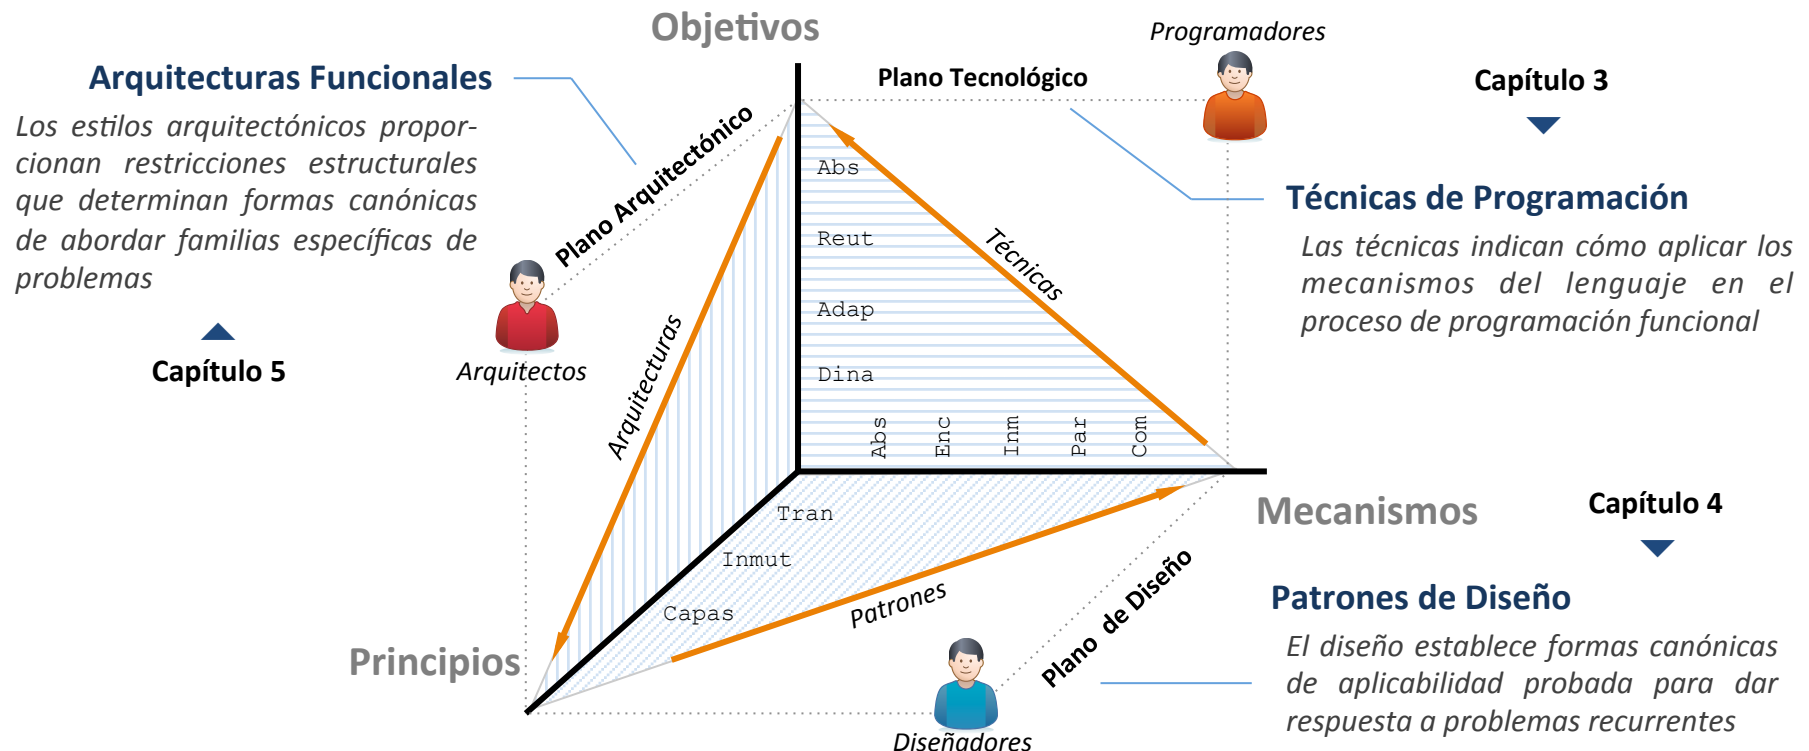 Objetivos
Programadores
Arquitecturas Funcionales
Plano Tecnológico
Capítulo 3
Los estilos arquitectónicos propor-
cionan restricciones estructurales
que determinan formas canónicas
de abordar familias específicas de
problemas
Capítulo 5
Plano Arquitectónico
Arquitectos
Arquitecturas
Técnicas
Técnicas de Programación
Las técnicas indican cómo aplicar los
mecanismos del lenguaje en el
proceso de programación funcional
Abs
Reut
Adap
Dina
Abs
Enc
Inm
Par
Com
Tran
Inmut
Capas
Mecanismos
Capítulo 4
Principios
Patrones
Plano de Diseño
Diseñadores
Patrones de Diseño
El diseño establece formas canónicas
de aplicabilidad probada para dar
respuesta a problemas recurrentes